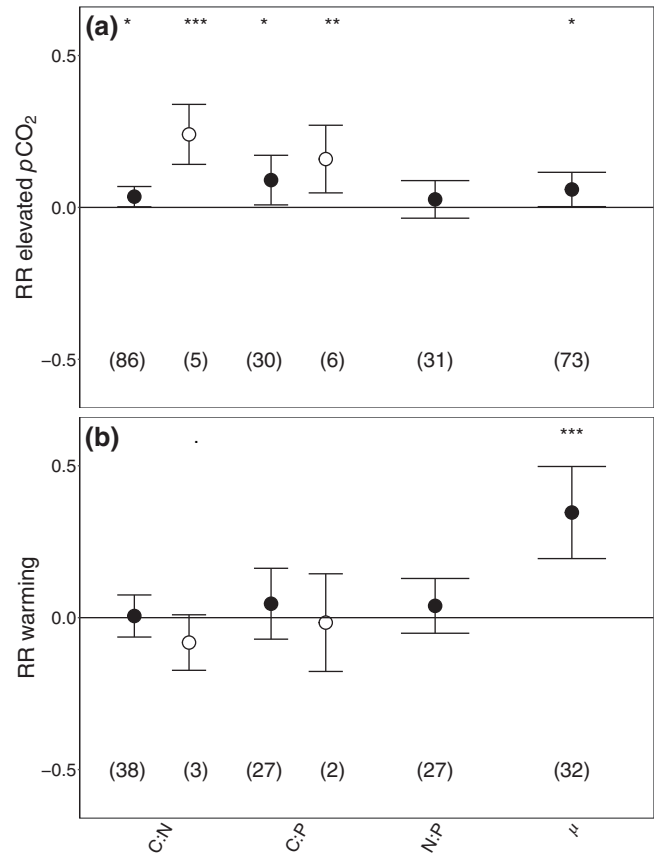 (a)
* *** * ** *
0.5
0.0
−0.5
RR elevated pCO₂
(86) (5) (30) (6) (31) (73)
(b)
. ***
0.5
0.0
−0.5
RR warming
(38) (3) (27) (2) (27) (32)
C:N C:P N:P μ